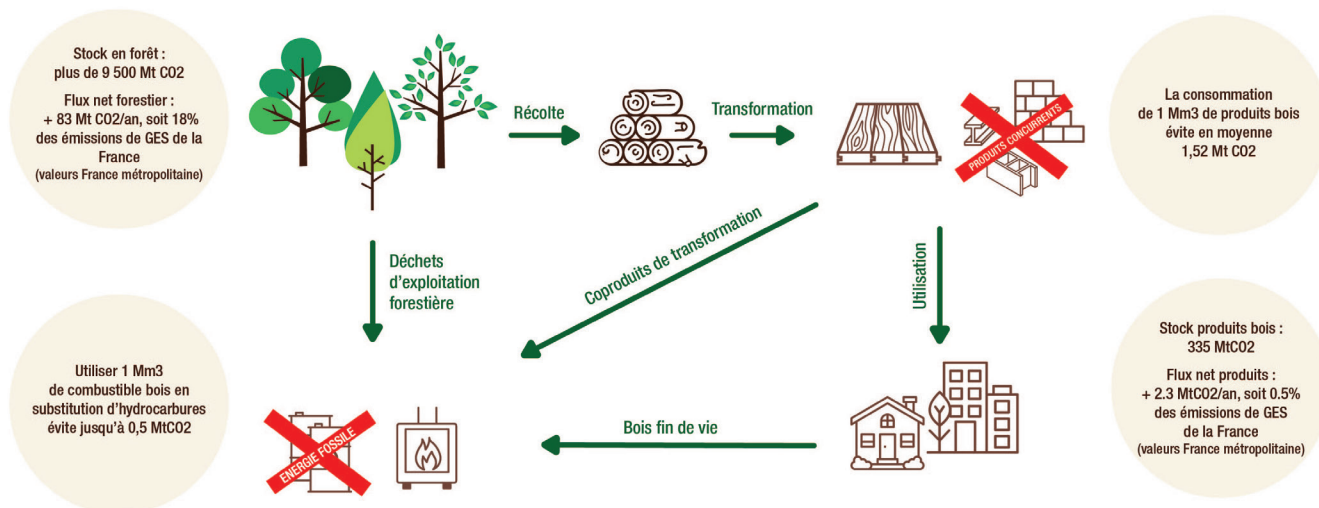 Stock en forêt :
plus de 9 500 Mt CO2
Flux net forestier :
+ 83 Mt CO2/an, soit 18%
des émissions de GES de la
France
(valeurs France métropolitaine)
Récolte
Transformation
PRODUITS CONCURRENTS
La consommation
de 1 Mm3 de produits bois
évite en moyenne
1,52 Mt CO2
Déchets
d'exploitation
forestière
Coproduits de transformation
Utilisation
Utiliser 1 Mm3
de combustible bois en
substitution d'hydrocarbures
évite jusqu'à 0,5 MtCO2
ENERGIE FOSSILE
Bois fin de vie
Stock produits bois :
335 MtCO2
Flux net produits :
+ 2.3 MtCO2/an, soit 0.5%
des émissions de GES
de la France
(valeurs France métropolitaine)